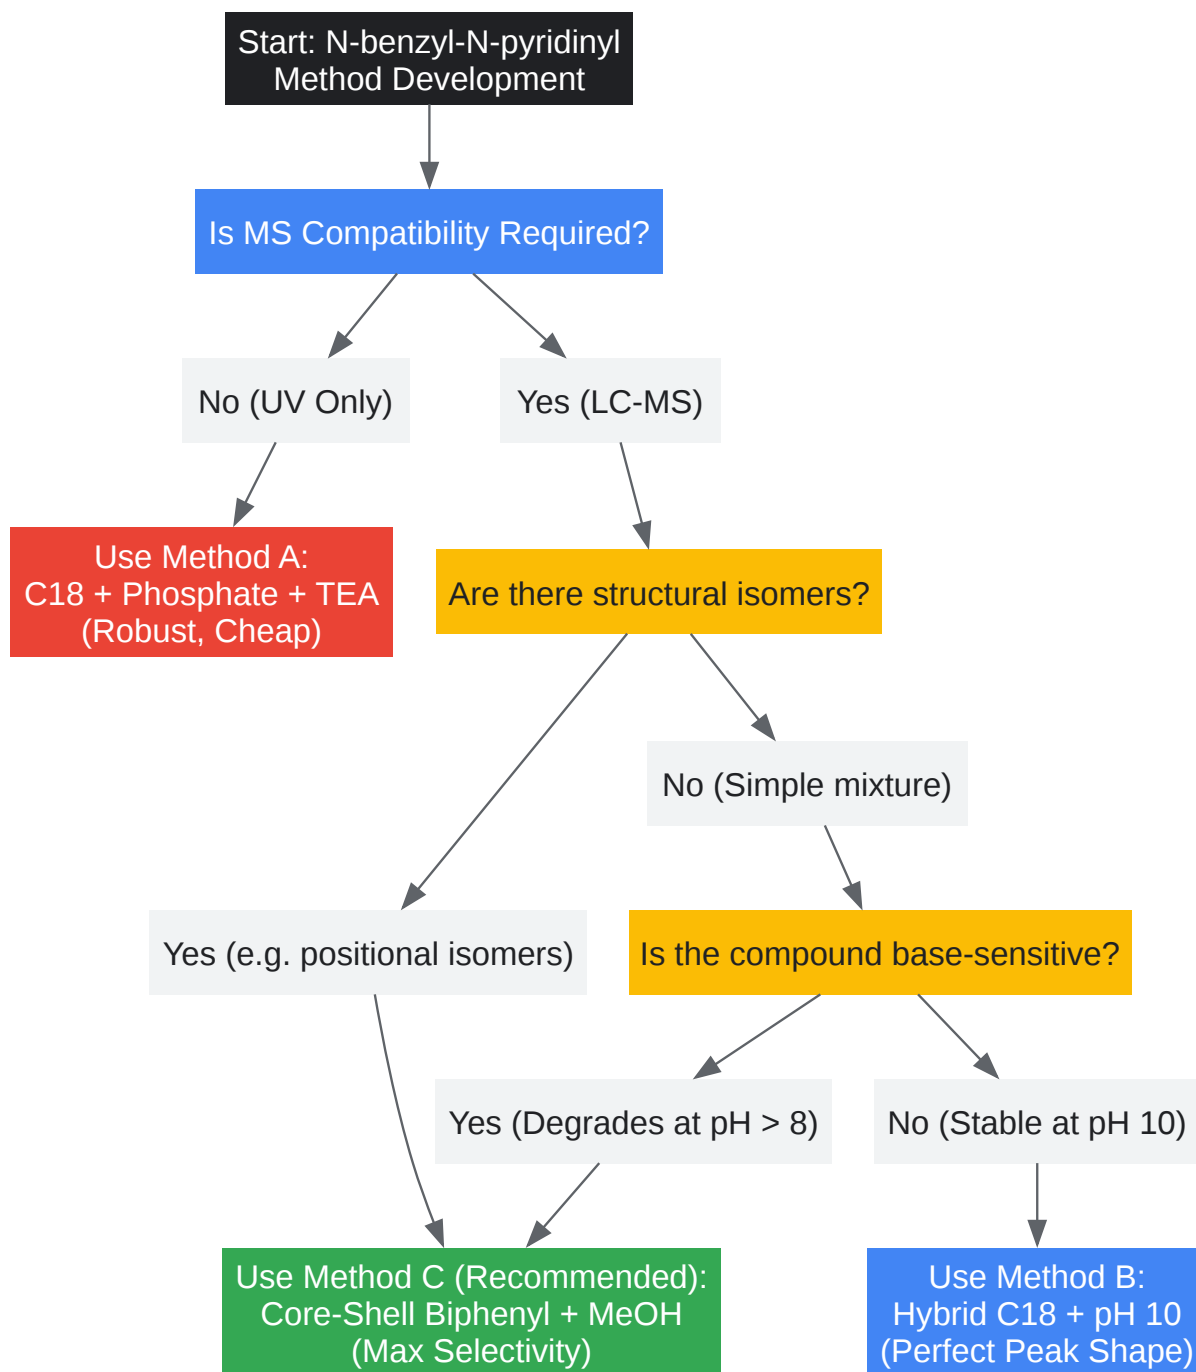 Start: N-benzyl-N-pyridinyl
Method Development
Is MS Compatibility Required?
No (UV Only)
Yes (LC-MS)
Use Method A:
C18 + Phosphate + TEA
(Robust, Cheap)
Are there structural isomers?
No (Simple mixture)
Yes (e.g. positional isomers)
Is the compound base-sensitive?
Yes (Degrades at pH > 8)
No (Stable at pH 10)
Use Method C (Recommended):
Core-Shell Biphenyl + MeOH
(Max Selectivity)
Use Method B:
Hybrid C18 + pH 10
(Perfect Peak Shape)